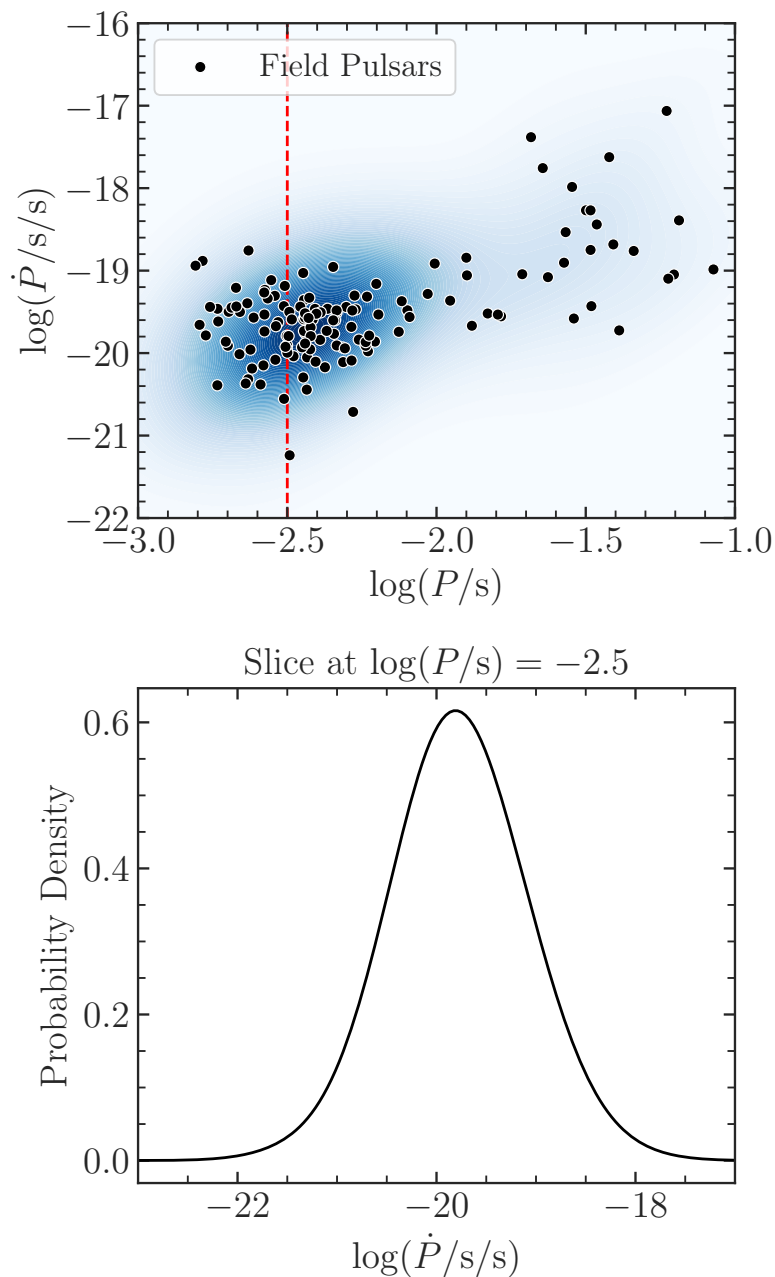 −16
Field Pulsars
−17
−18
−19
−20
−21
−22
log(Ṗ/s/s)
−3.0 −2.5 −2.0 −1.5 −1.0
log(P/s)
Slice at log(P/s) = −2.5
0.6
0.4
0.2
0.0
Probability Density
−22 −20 −18
log(Ṗ/s/s)